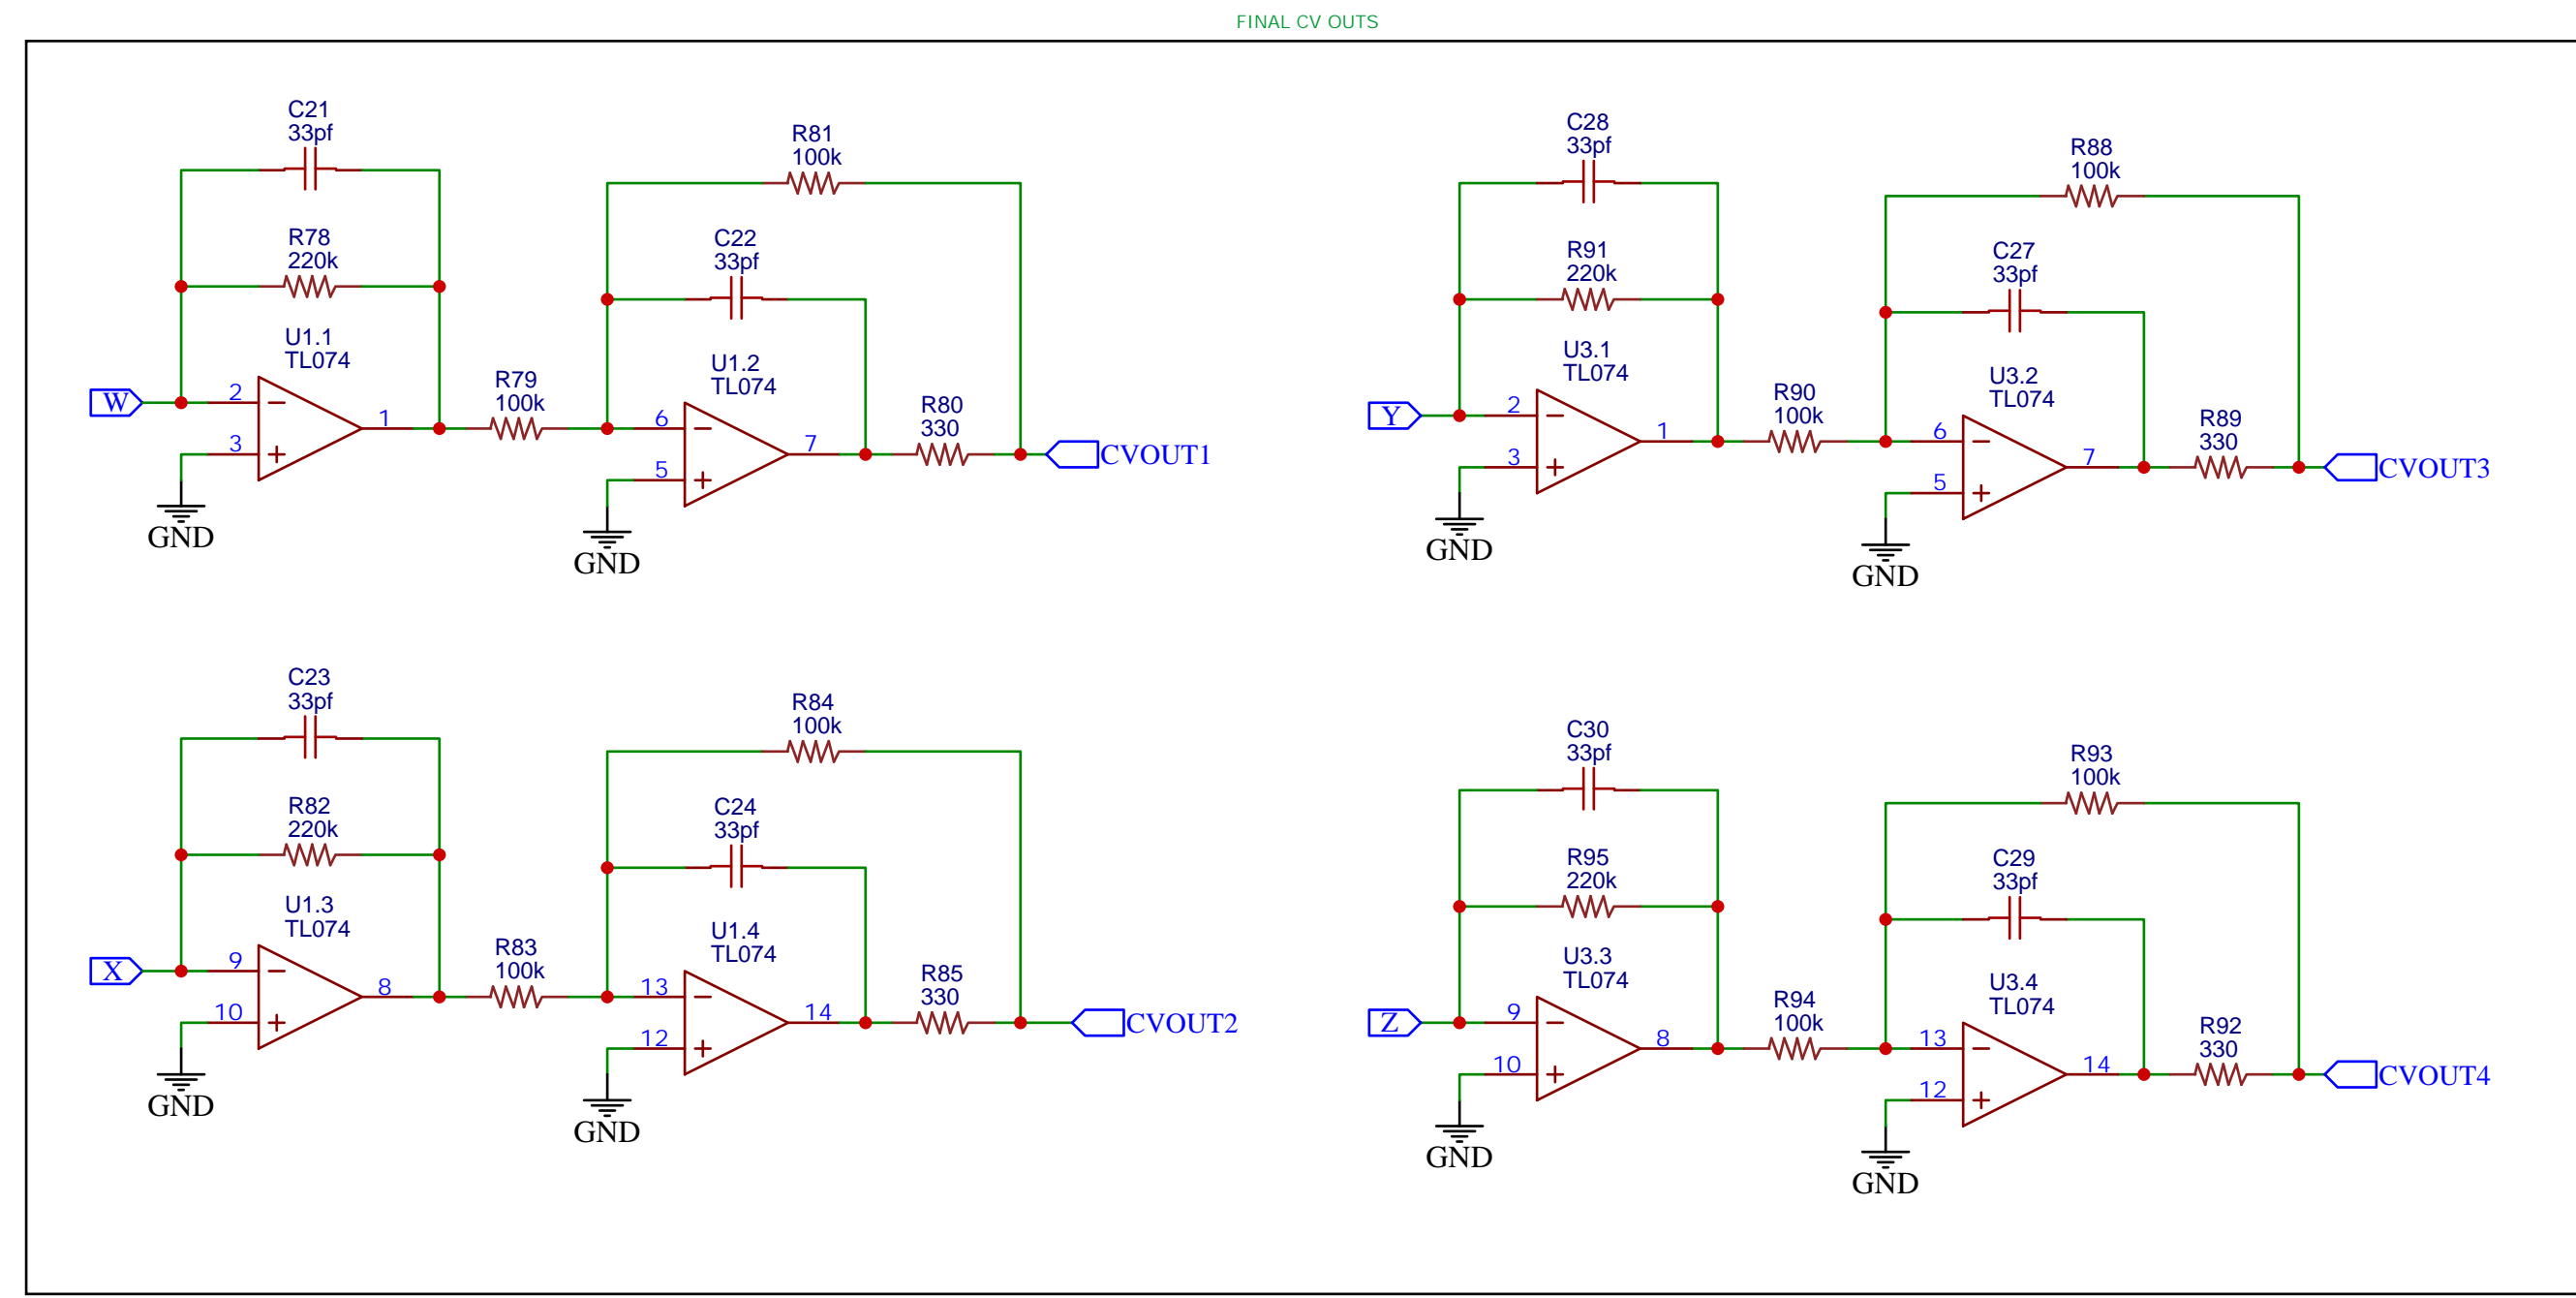 FINAL CV OUTS
C21
33pf
R78
220k
U1.1
TL074
W
2
3
1
GND
R79
100k
R81
100k
C22
33pf
U1.2
TL074
6
5
7
GND
R80
330
CVOUT1
C28
33pf
R91
220k
U3.1
TL074
Y
2
3
1
GND
R90
100k
R88
100k
C27
33pf
U3.2
TL074
6
5
7
GND
R89
330
CVOUT3
C23
33pf
R82
220k
U1.3
TL074
X
9
10
8
GND
R83
100k
R84
100k
C24
33pf
U1.4
TL074
13
12
14
GND
R85
330
CVOUT2
C30
33pf
R95
220k
U3.3
TL074
Z
9
10
8
GND
R94
100k
R93
100k
C29
33pf
U3.4
TL074
13
12
14
GND
R92
330
CVOUT4